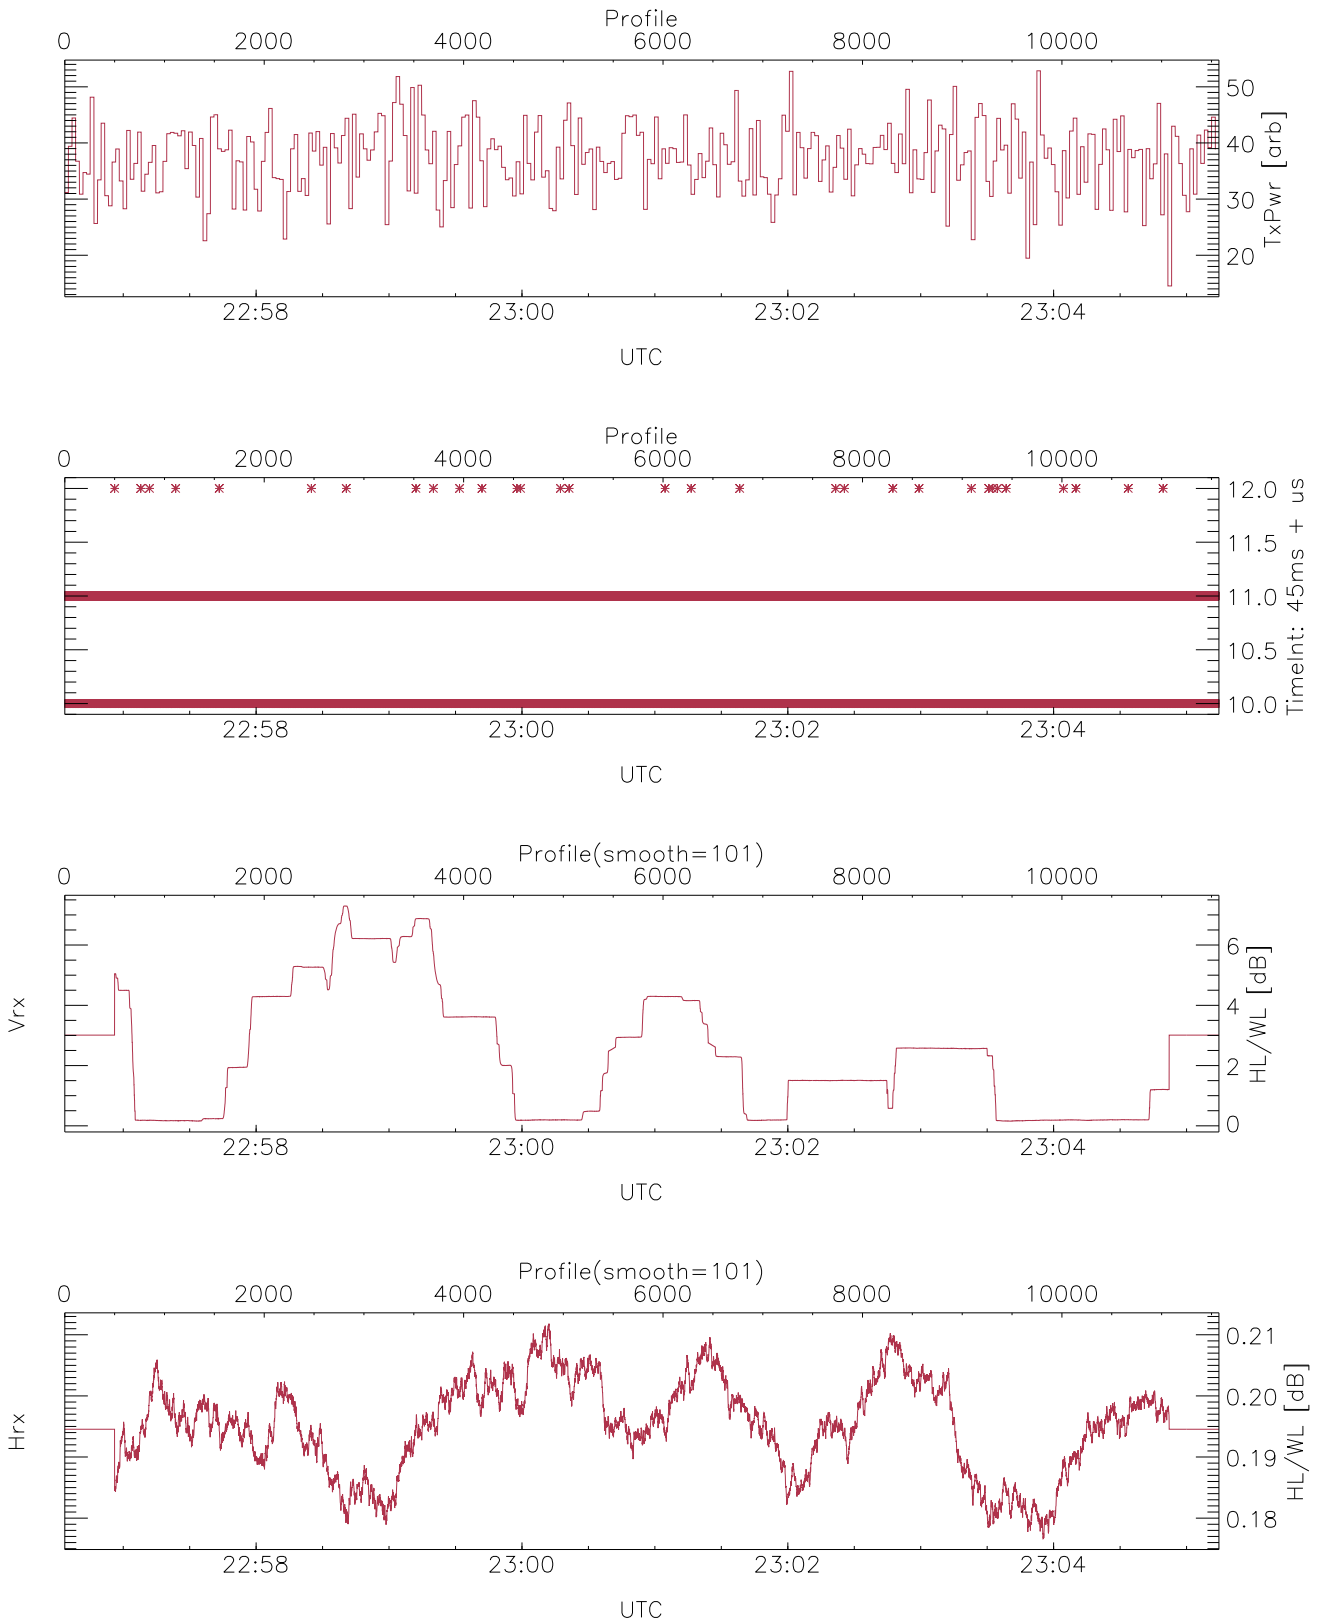 Profile
0 2000 4000 6000 8000 10000
50
40
30
20
TxPwr [arb]
22:58 23:00 23:02 23:04
UTC
Profile
0 2000 4000 6000 8000 10000
12.0
11.5
11.0
10.5
10.0
TimeInt: 45ms + us
22:58 23:00 23:02 23:04
UTC
Profile(smooth=101)
0 2000 4000 6000 8000 10000
Vrx
6
4
2
0
HL/WL [dB]
22:58 23:00 23:02 23:04
UTC
Profile(smooth=101)
0 2000 4000 6000 8000 10000
Hrx
0.21
0.20
0.19
0.18
HL/WL [dB]
22:58 23:00 23:02 23:04
UTC